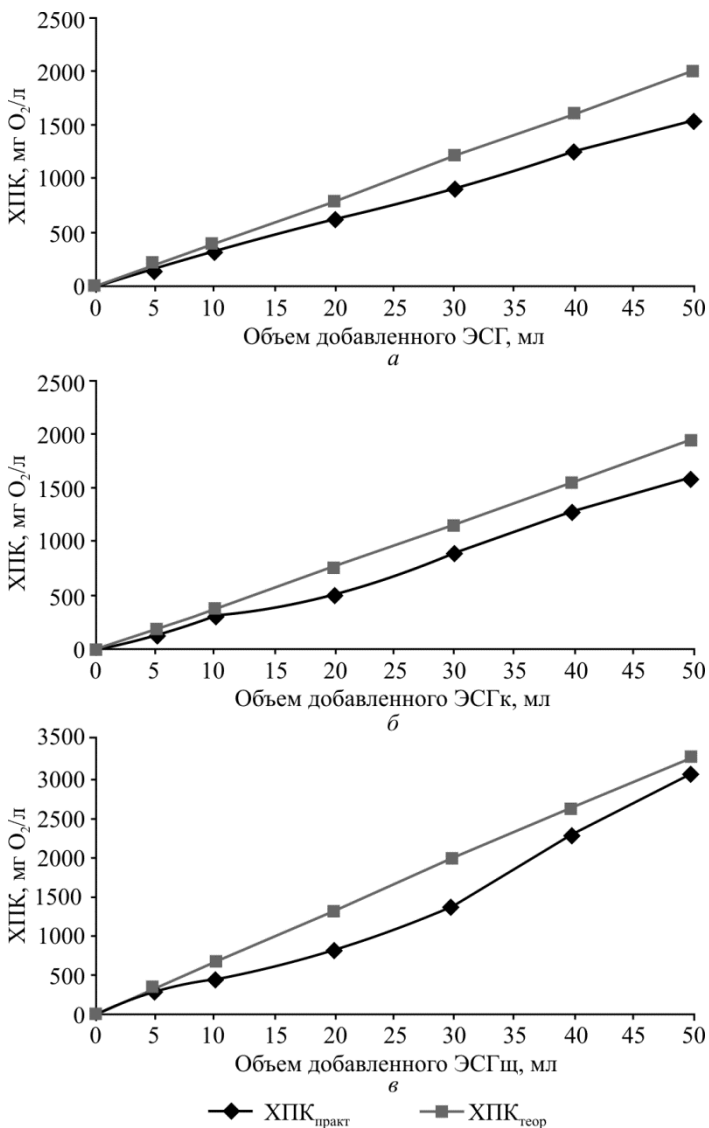 2500
2000
1500
1000
500
0
ХПК, мг O₂/л
0 5 10 20 25 30 35 40 45 50
Объем добавленного ЭСГ, мл
а
2500
2000
1500
1000
500
0
ХПК, мг O₂/л
0 5 10 20 25 30 35 40 45 50
Объем добавленного ЭСГк, мл
б
3500
3000
2500
2000
1500
1000
500
0
ХПК, мг O₂/л
0 5 10 15 20 25 30 35 40 45 50
Объем добавленного ЭСГщ, мл
в
ХПКпракт ХПКтеор